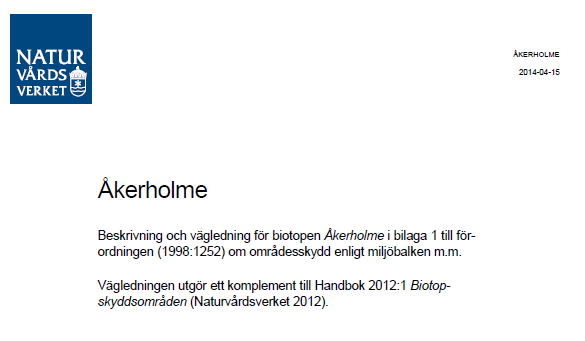 NATUR
VÅRDS
VERKET
ÅKERHOLME
2014-04-15
Åkerholme
Beskrivning och vägledning för biotopen Åkerholme i bilaga 1 till för-
ordningen (1998:1252) om områdesskydd enligt miljöbalken m.m.
Vägledningen utgör ett komplement till Handbok 2012:1 Biotop-
skyddsområden (Naturvårdsverket 2012).